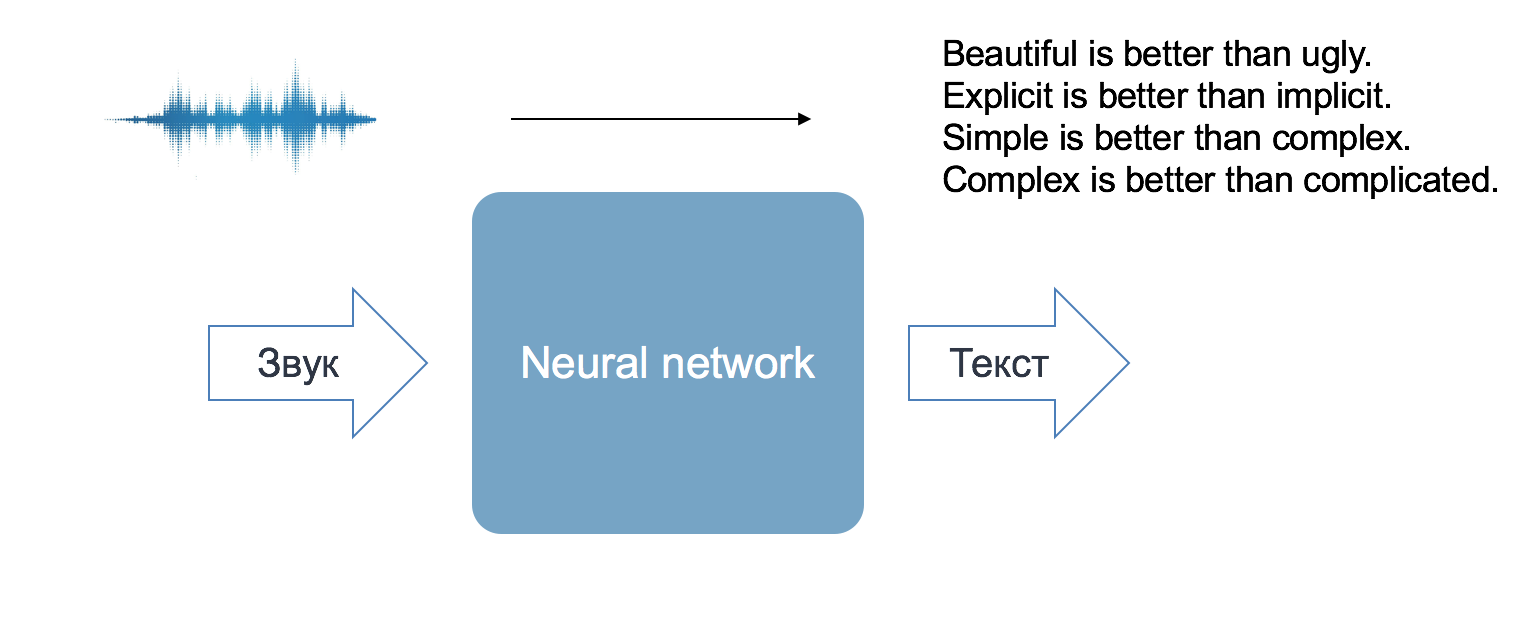 Beautiful is better than ugly.
Explicit is better than implicit.
Simple is better than complex.
Complex is better than complicated.
Звук
Neural network
Текст